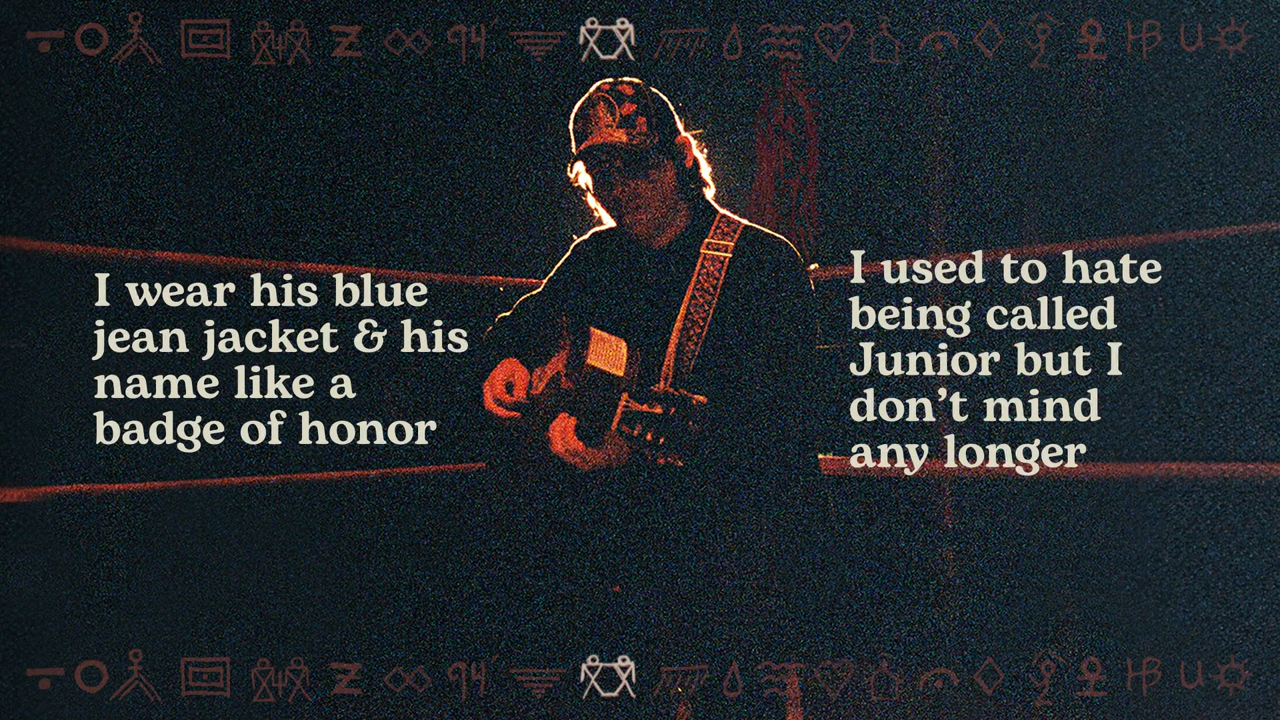 I wear his blue
jean jacket & his
name like a
badge of honor
I used to hate
being called
Junior but I
don’t mind
any longer